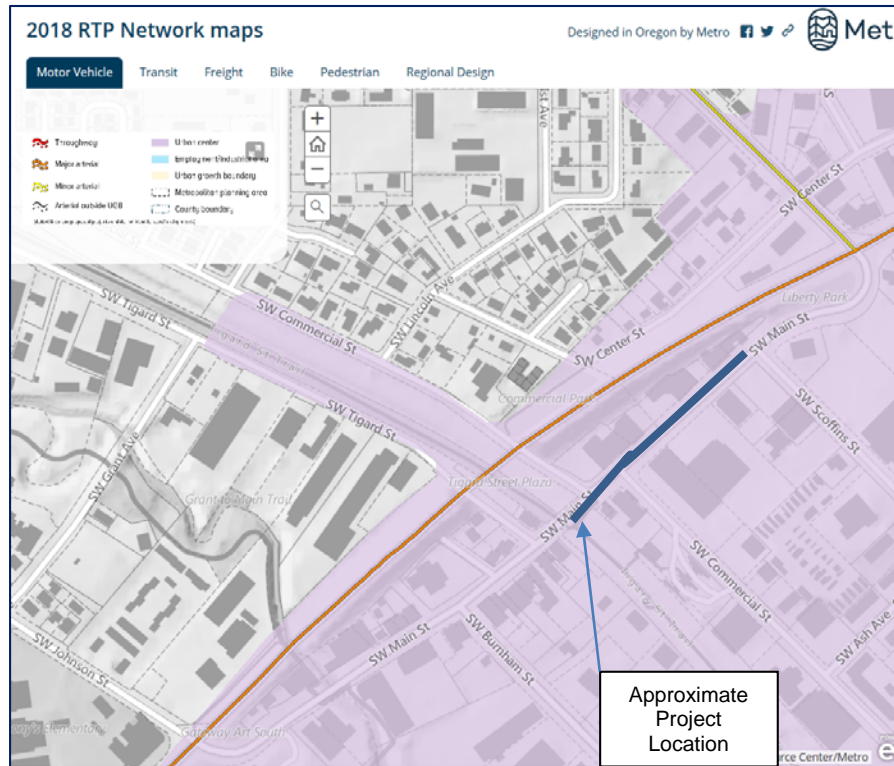 2018 RTP Network maps
Designed in Oregon by Metro
Met
Motor Vehicle
Transit
Freight
Bike
Pedestrian
Regional Design
Throughway
Major arterial
Minor arterial
Arterial outside UGB
Urban center
Employment/Industrial area
Urban growth boundary
Metropolitan planning area
County boundary
+
−
SW Center St
Liberty Park
SW Main St
SW Tigard St
SW Commercial St
SW Lincoln Ave
SW Center St
SW Scoffins St
Commercial Park
SW Tigard St
SW Grant Ave
Grant to Main Trail
Tigard Street Plaza
SW Main St
SW Commercial St
SW Ash Ave
SW Main St
SW Burnham St
SW Johnson St
Gateway Art South
ony's Elementary
Approximate
Project
Location
rce Center/Metro